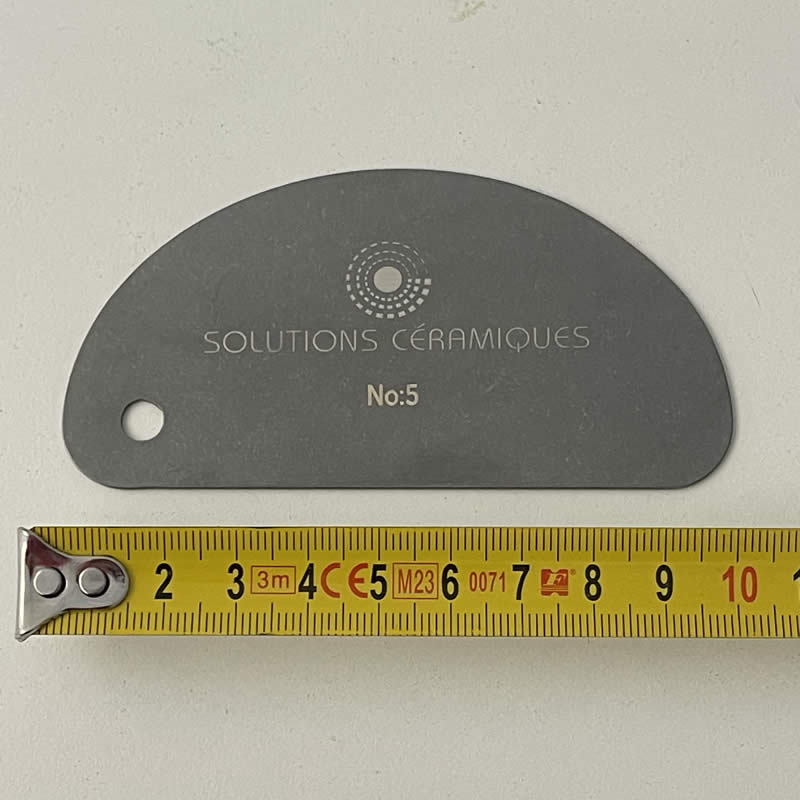 SOLUTIONS CÉRAMIQUES
No:5
2 3 3m 4 CE 5 M23 6 0071 7 8 9 10